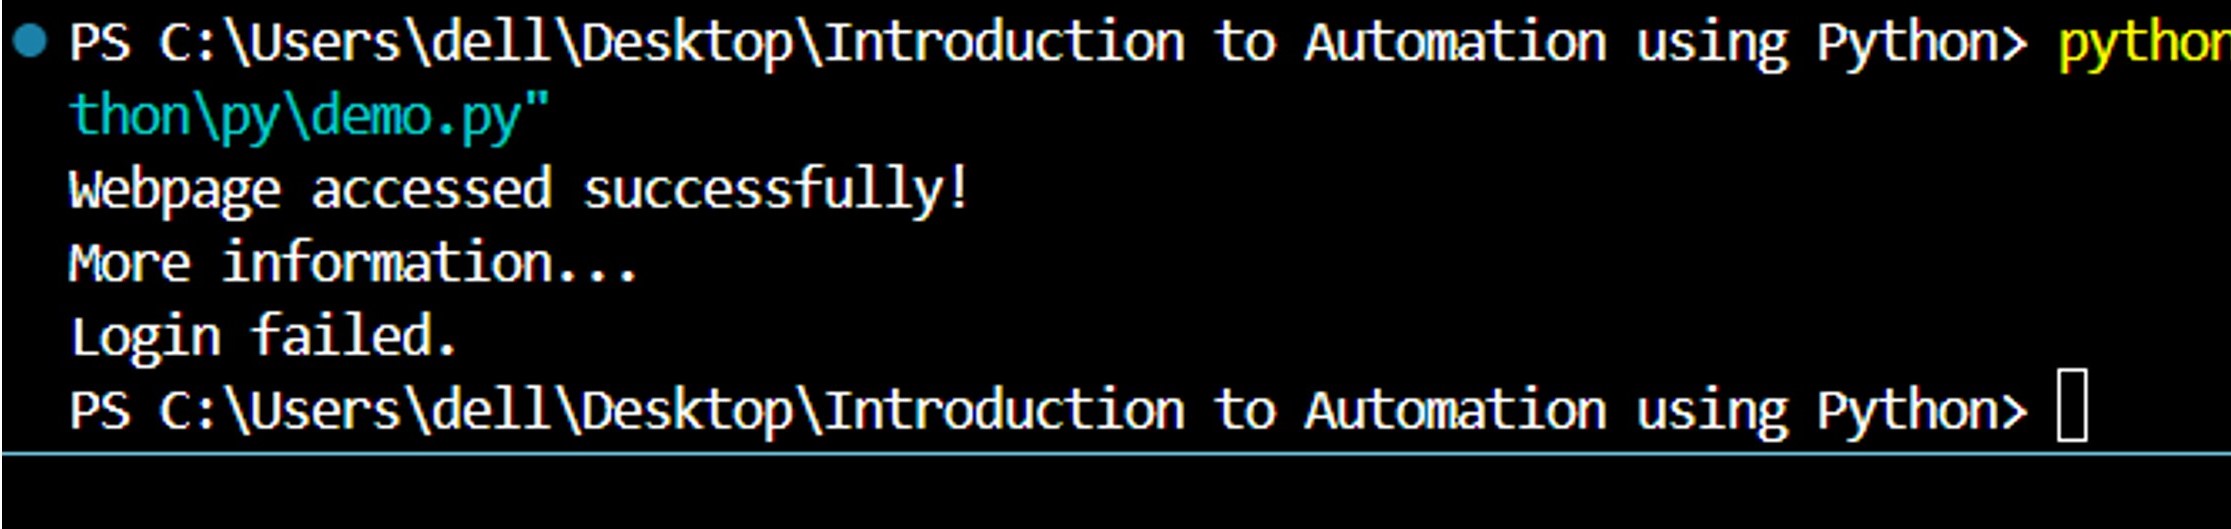 PS C:\Users\dell\Desktop\Introduction to Automation using Python> python
thon\py\demo.py"
Webpage accessed successfully!
More information...
Login failed.
PS C:\Users\dell\Desktop\Introduction to Automation using Python>